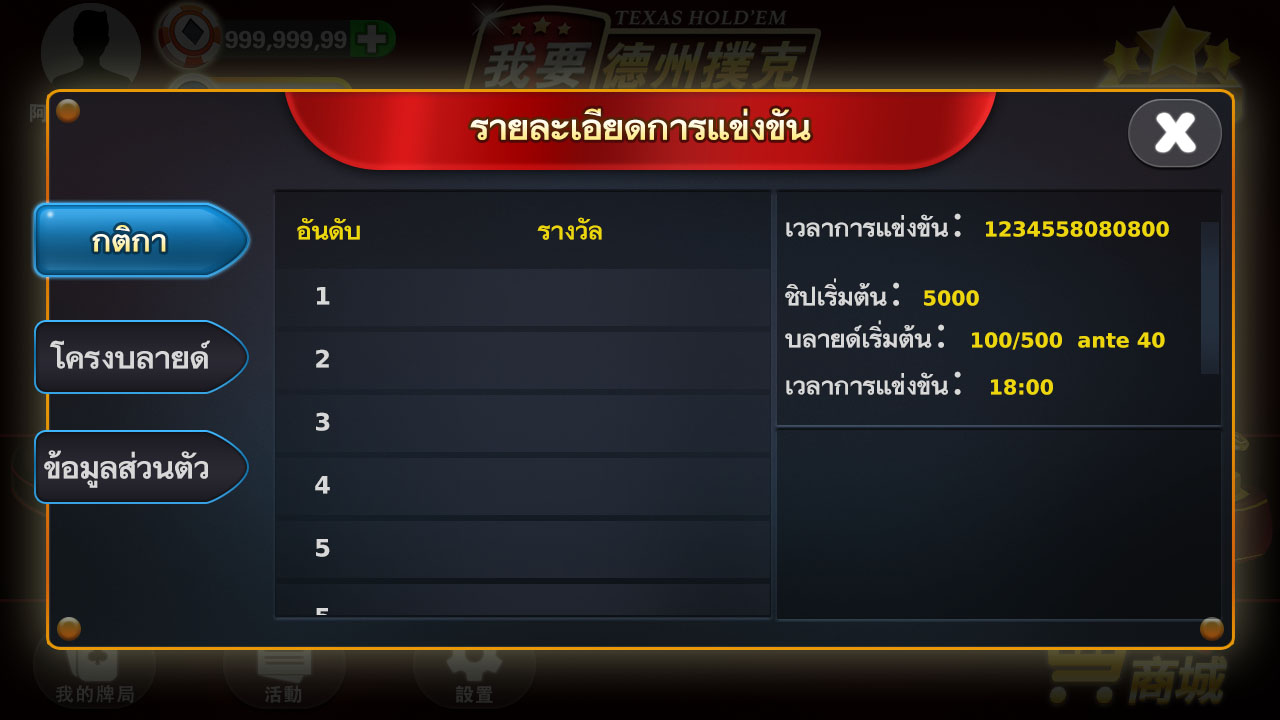 999,999,99
TEXAS HOLD'EM
我要德州撲克
阿
รายละเอียดการแข่งขัน
กติกา
โครงบลายด์
ข้อมูลส่วนตัว
อันดับ รางวัล
1
2
3
4
5
เวลาการแข่งขัน： 1234558080800
ชิปเริ่มต้น： 5000
บลายด์เริ่มต้น： 100/500 ante 40
เวลาการแข่งขัน： 18:00
我的牌局
活動
設置
商城